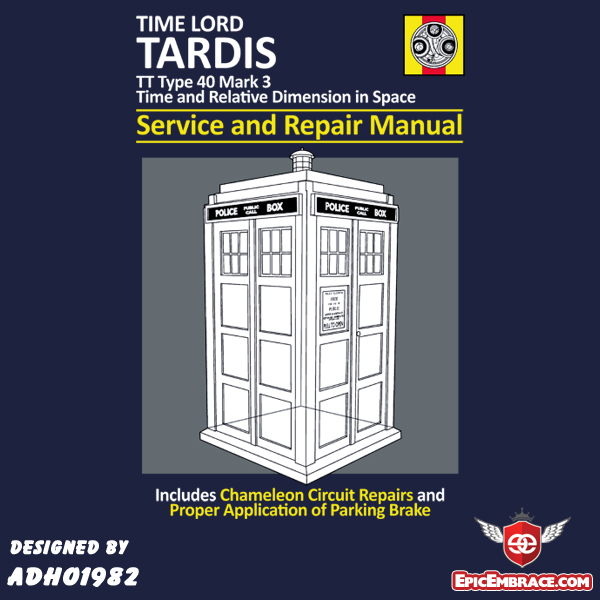 TIME LORD
TARDIS
TT Type 40 Mark 3
Time and Relative Dimension in Space
Service and Repair Manual
POLICE PUBLIC CALL BOX
POLICE PUBLIC CALL BOX
PULL TO OPEN
Includes Chameleon Circuit Repairs and
Proper Application of Parking Brake
DESIGNED BY
ADHO1982
EPICEMBRACE.COM